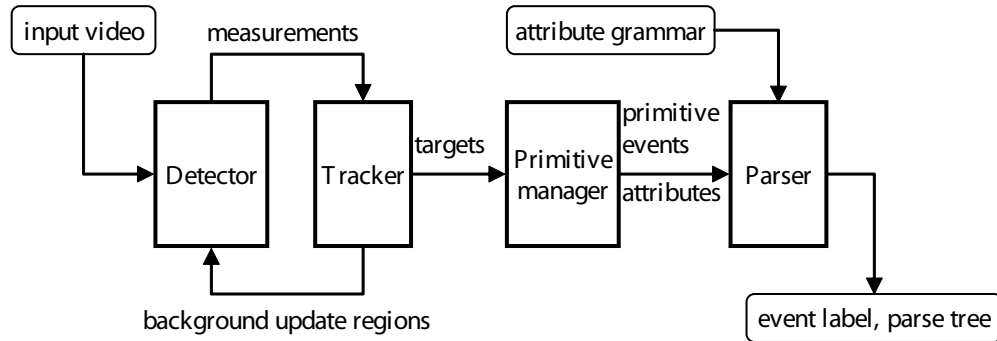 input video
measurements
attribute grammar
Detector
Tracker
targets
Primitive
manager
primitive
events
attributes
Parser
background update regions
event label, parse tree